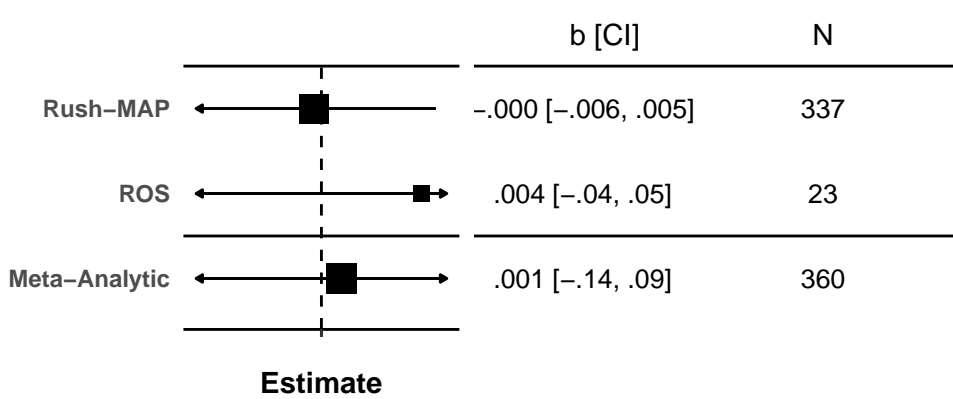 b [CI] N
Rush−MAP −.000 [−.006, .005] 337
ROS .004 [−.04, .05] 23
Meta−Analytic .001 [−.14, .09] 360
Estimate